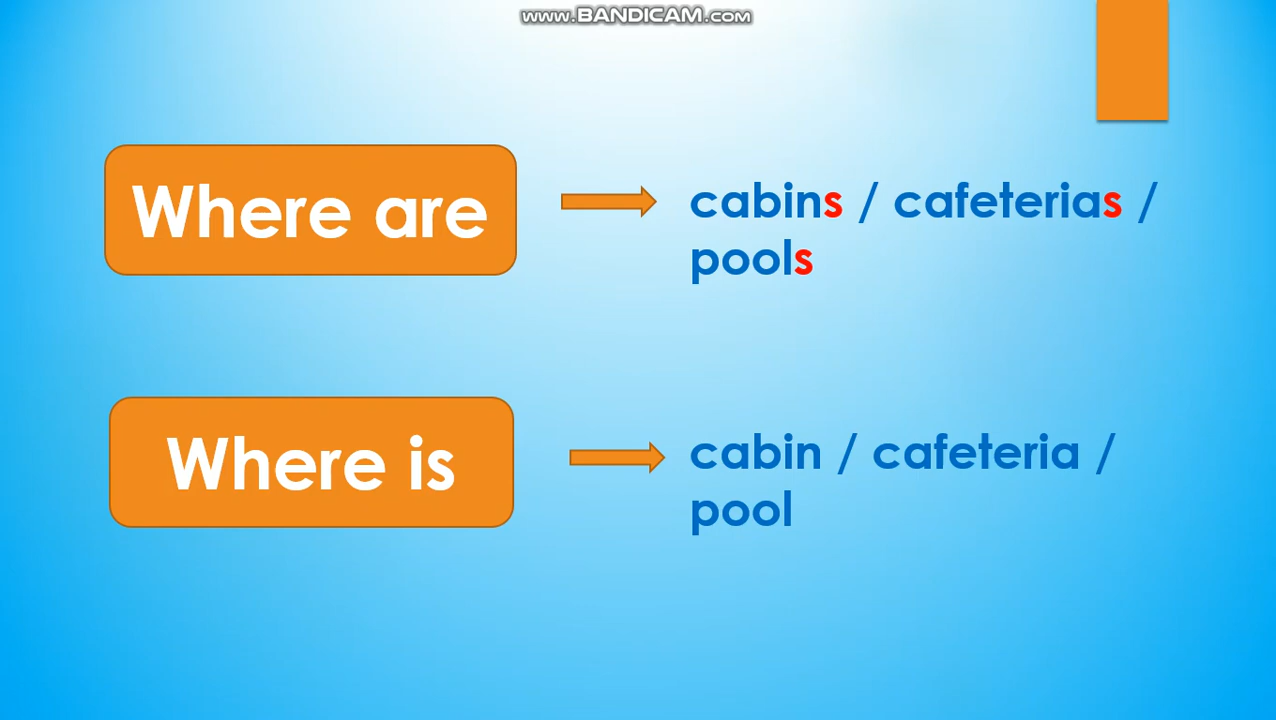 www.BANDICAM.com
Where are
cabins / cafeterias /
pools
Where is
cabin / cafeteria /
pool